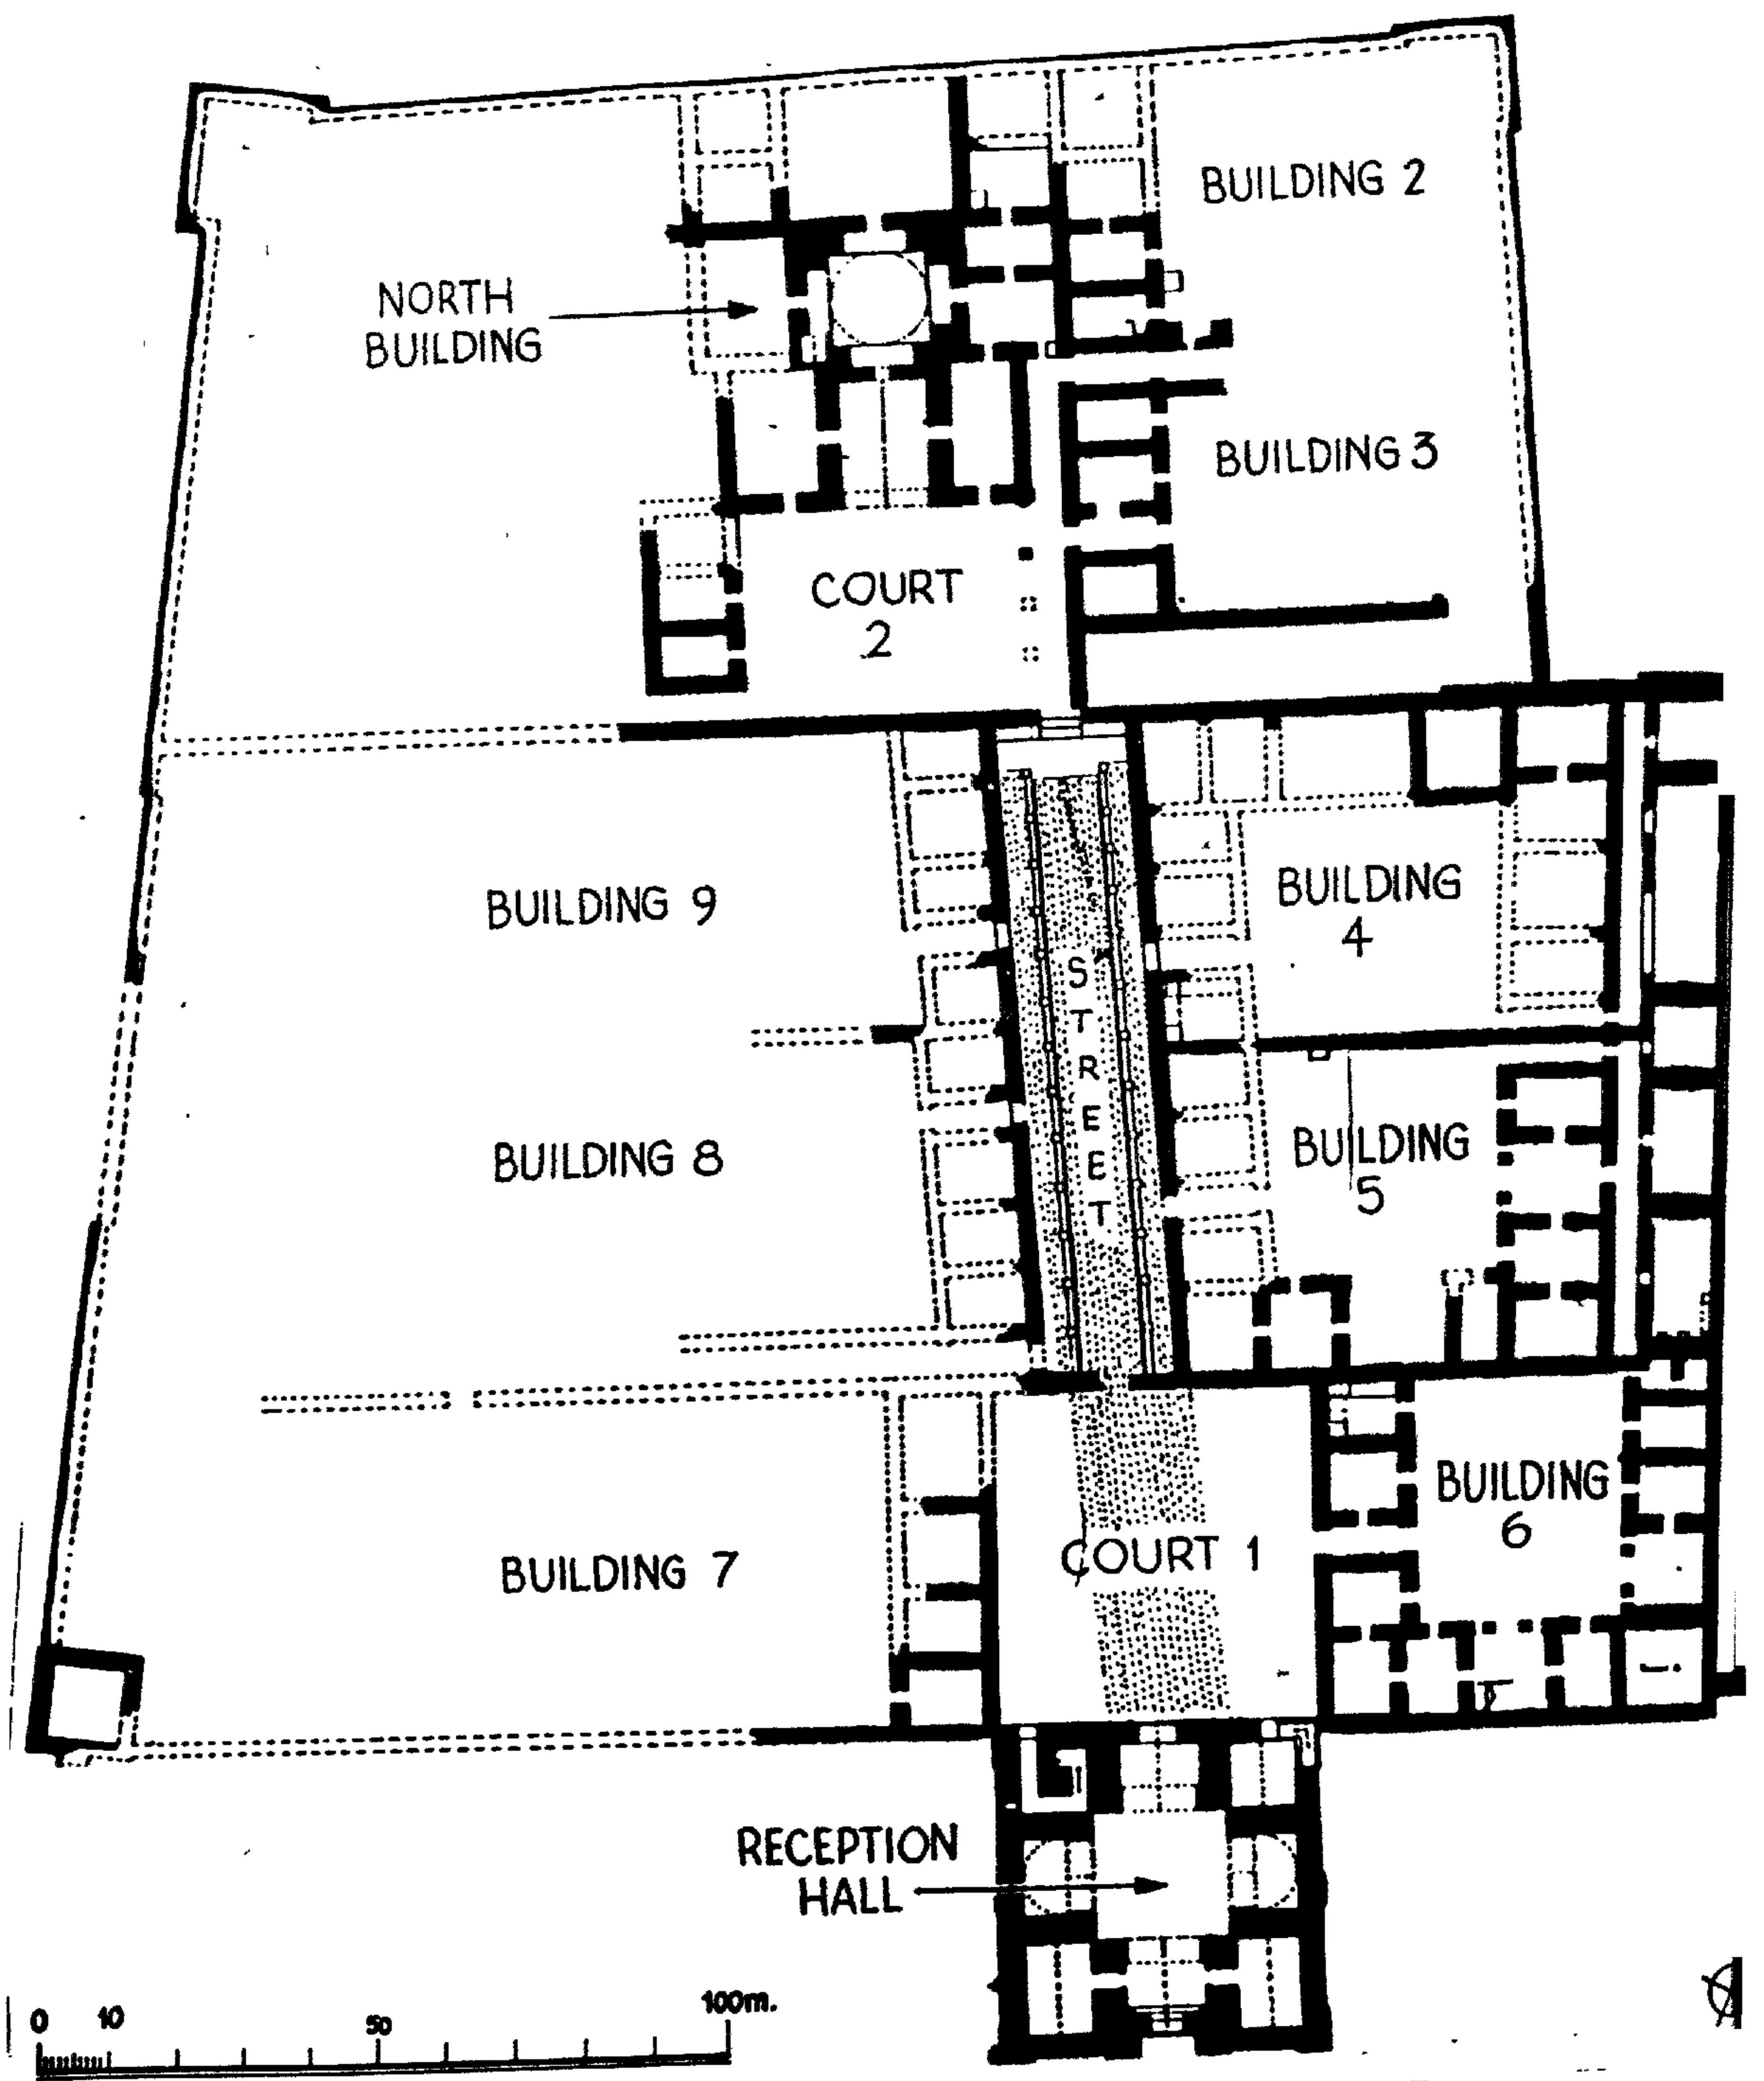 BUILDING 2
NORTH
BUILDING
BUILDING 3
COURT
2
BUILDING 9
BUILDING
4
STREET
BUILDING 8
BUILDING
5
BUILDING 7
COURT 1
BUILDING
6
RECEPTION
HALL
0 10 50 100m.